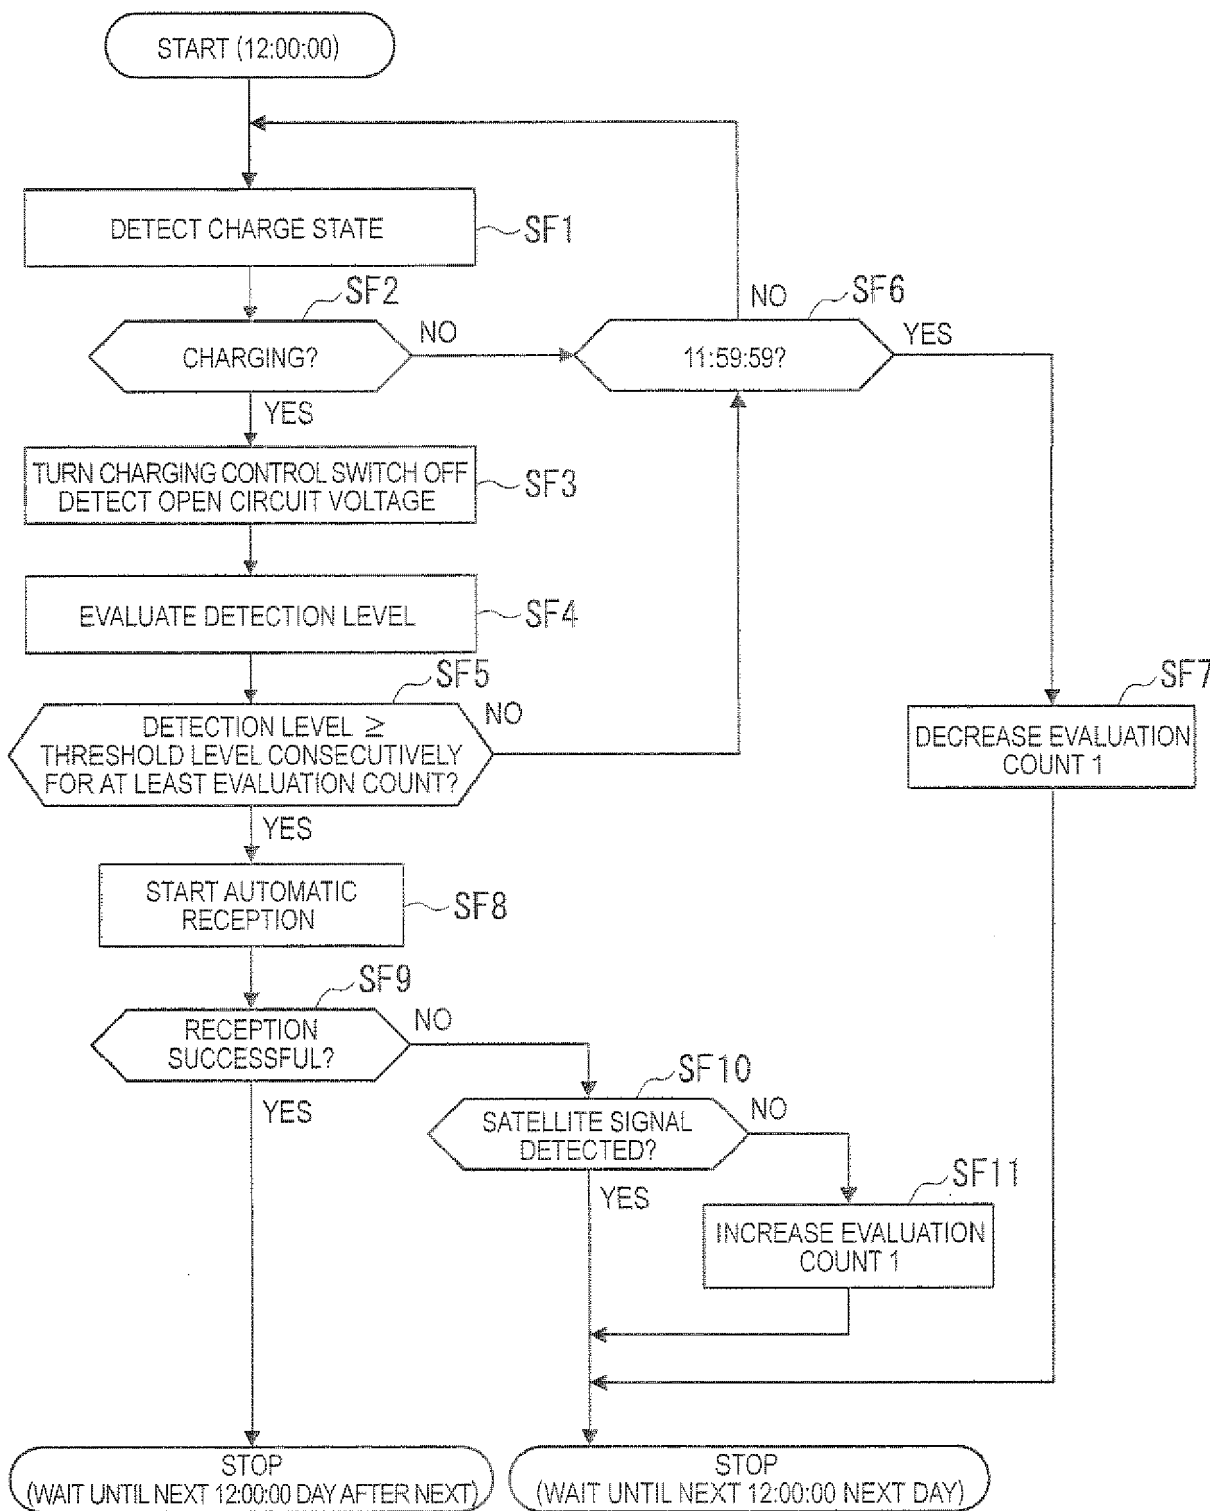 START (12:00:00)
DETECT CHARGE STATE
SF1
SF2
CHARGING?
NO
YES
NO
SF6
11:59:59?
YES
TURN CHARGING CONTROL SWITCH OFF
DETECT OPEN CIRCUIT VOLTAGE
SF3
EVALUATE DETECTION LEVEL
SF4
SF5
DETECTION LEVEL ≥
THRESHOLD LEVEL CONSECUTIVELY
FOR AT LEAST EVALUATION COUNT?
NO
YES
SF7
DECREASE EVALUATION
COUNT 1
START AUTOMATIC
RECEPTION
SF8
SF9
RECEPTION
SUCCESSFUL?
NO
YES
SF10
SATELLITE SIGNAL
DETECTED?
NO
YES
SF11
INCREASE EVALUATION
COUNT 1
STOP
(WAIT UNTIL NEXT 12:00:00 DAY AFTER NEXT)
STOP
(WAIT UNTIL NEXT 12:00:00 NEXT DAY)